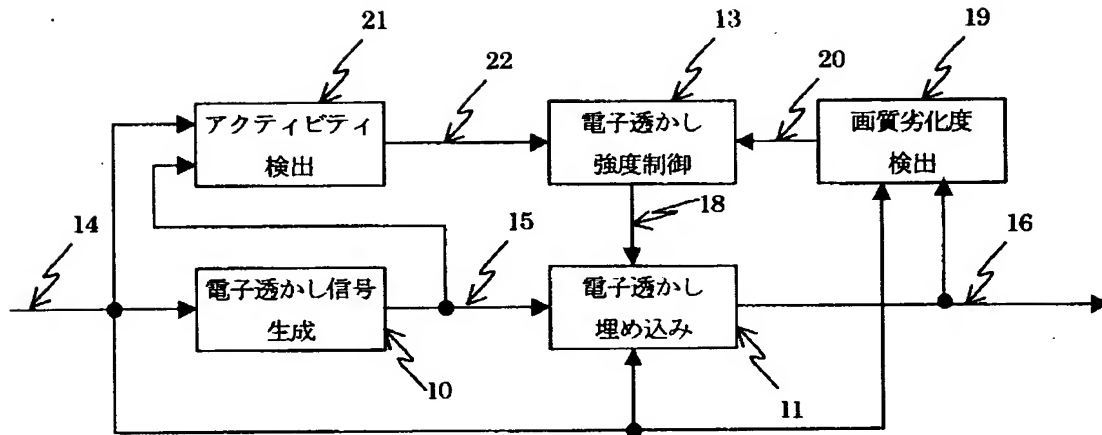 21
13
19
22
20
アクティビティ
検出
電子透かし
強度制御
画質劣化度
検出
14
15
18
16
電子透かし信号
生成
電子透かし
埋め込み
10
11